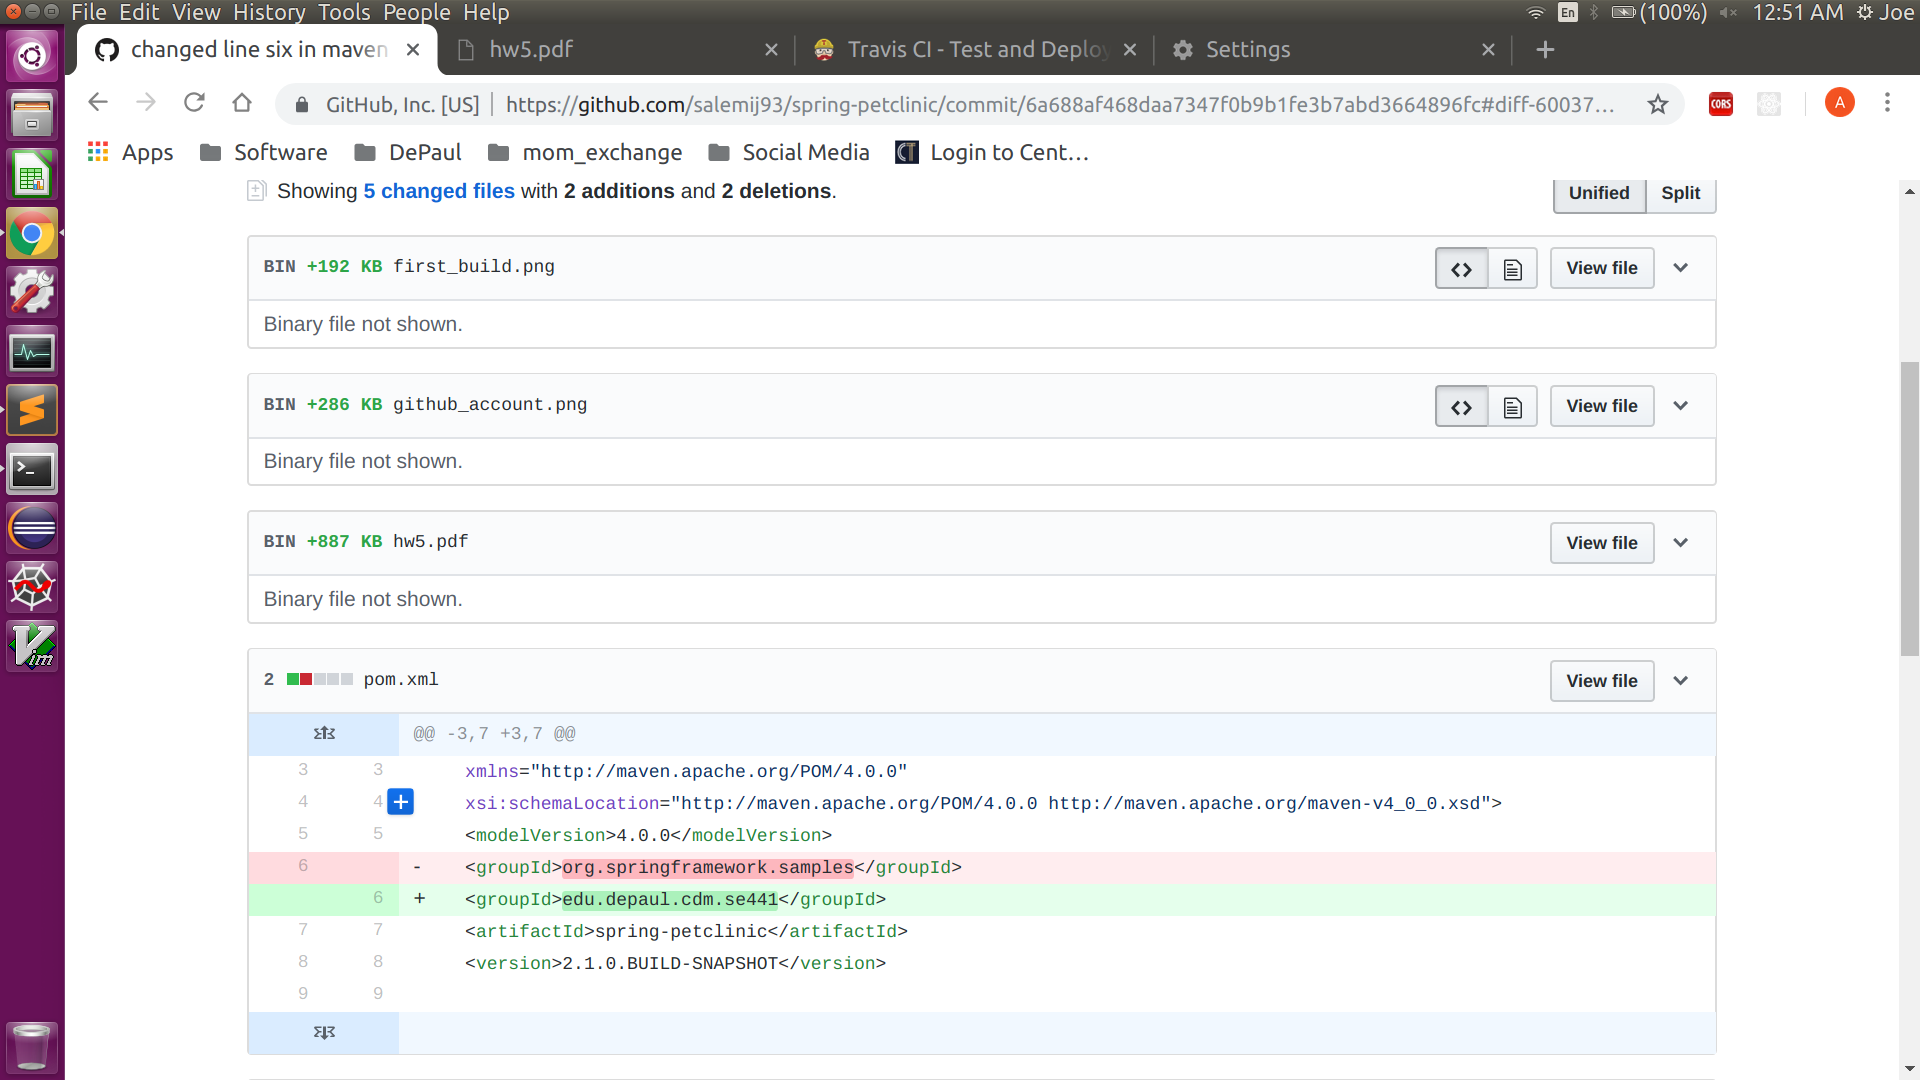 File Edit View History Tools People Help
En (100%) 12:51 AM Joe
changed line six in maven
hw5.pdf
Travis CI - Test and Deploy
Settings
GitHub, Inc. [US] https://github.com/salemij93/spring-petclinic/commit/6a688af468daa7347f0b9b1fe3b7abd3664896fc#diff-60037...
CORS
A
Apps Software DePaul mom_exchange Social Media CT Login to Cent...
Showing 5 changed files with 2 additions and 2 deletions.
Unified Split
BIN +192 KB first_build.png
View file
Binary file not shown.
BIN +286 KB github_account.png
View file
Binary file not shown.
BIN +887 KB hw5.pdf
View file
Binary file not shown.
2 pom.xml
View file
@@ -3,7 +3,7 @@
3 3 xmlns="http://maven.apache.org/POM/4.0.0"
4 4 xsi:schemaLocation="http://maven.apache.org/POM/4.0.0 http://maven.apache.org/maven-v4_0_0.xsd">
5 5 <modelVersion>4.0.0</modelVersion>
6 - <groupId>org.springframework.samples</groupId>
6 + <groupId>edu.depaul.cdm.se441</groupId>
7 7 <artifactId>spring-petclinic</artifactId>
8 8 <version>2.1.0.BUILD-SNAPSHOT</version>
9 9
Vim